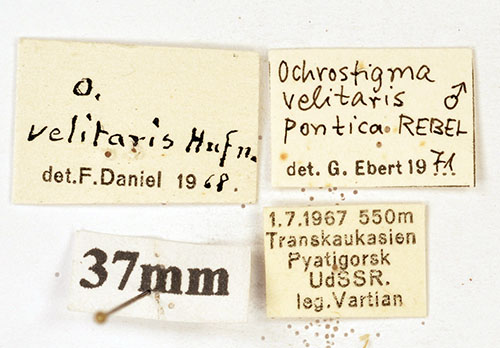 O.
velitaris Hufn.
det.F.Daniel 1968.
Ochrostigma
velitaris ♂
pontica REBEL
det. G. Ebert 1971
37mm
1.7.1967 550m
Transkaukasien
Pyatigorsk
UdSSR.
leg.Vartian